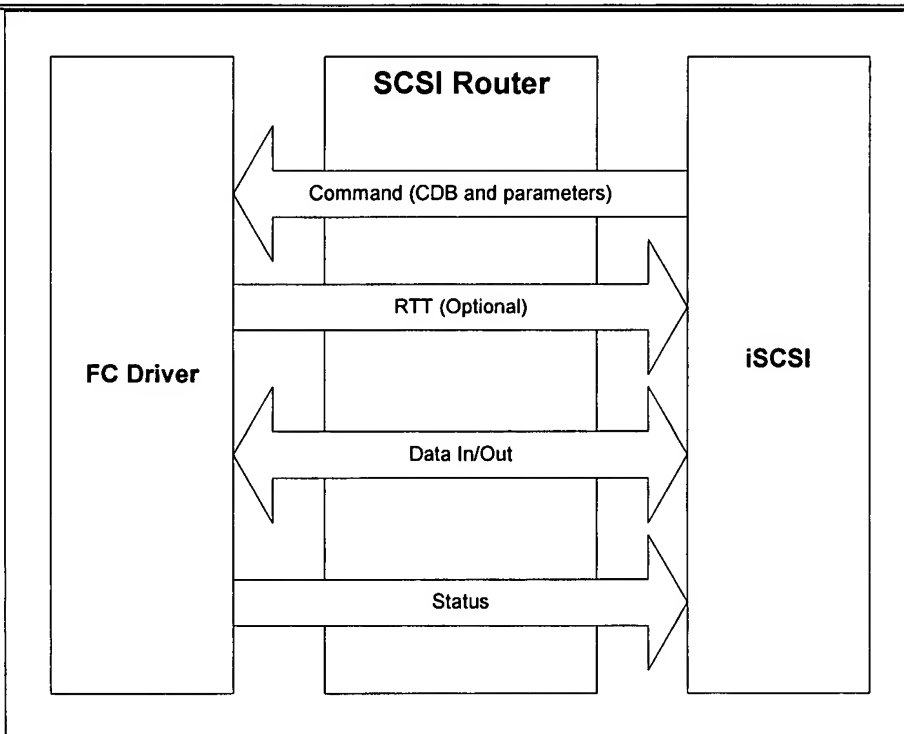 SCSI Router
Command (CDB and parameters)
RTT (Optional)
FC Driver
iSCSI
Data In/Out
Status